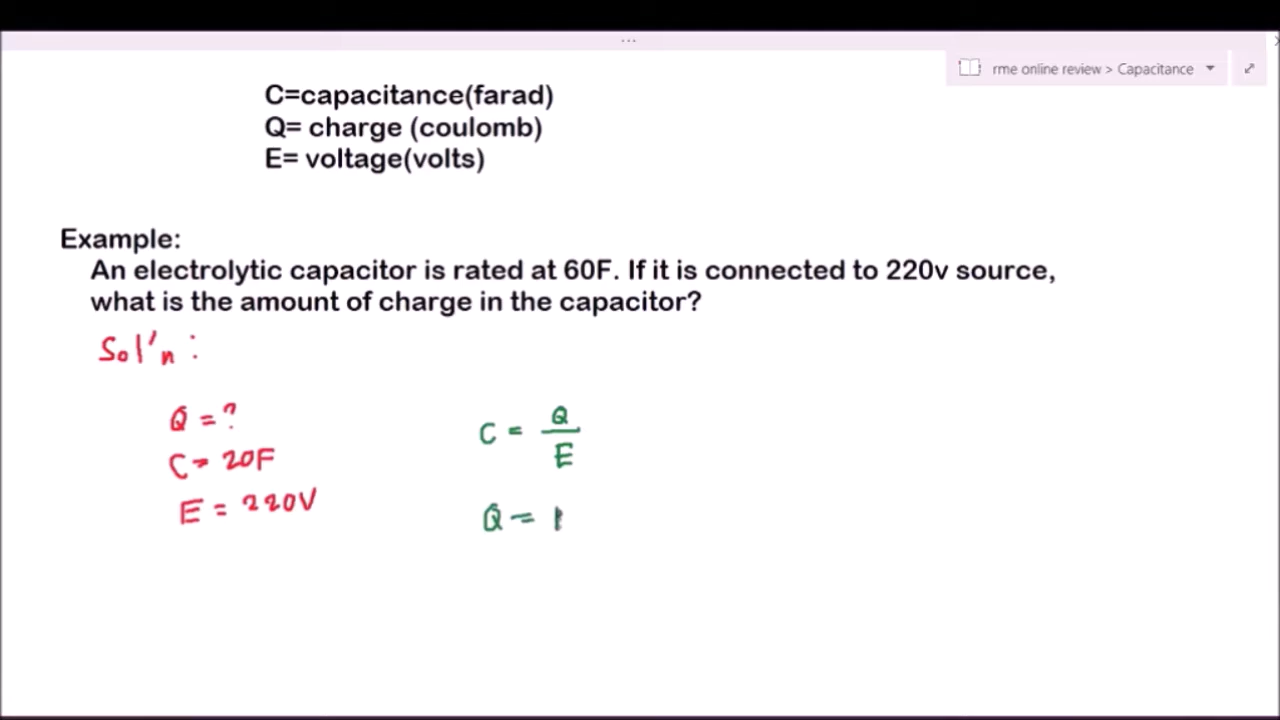 ...
rme online review > Capacitance
C=capacitance(farad)
Q= charge (coulomb)
E= voltage(volts)
Example:
An electrolytic capacitor is rated at 60F. If it is connected to 220v source,
what is the amount of charge in the capacitor?
Sol'n :
Q = ?
C = 20F
E = 220V
C = Q
E
Q =